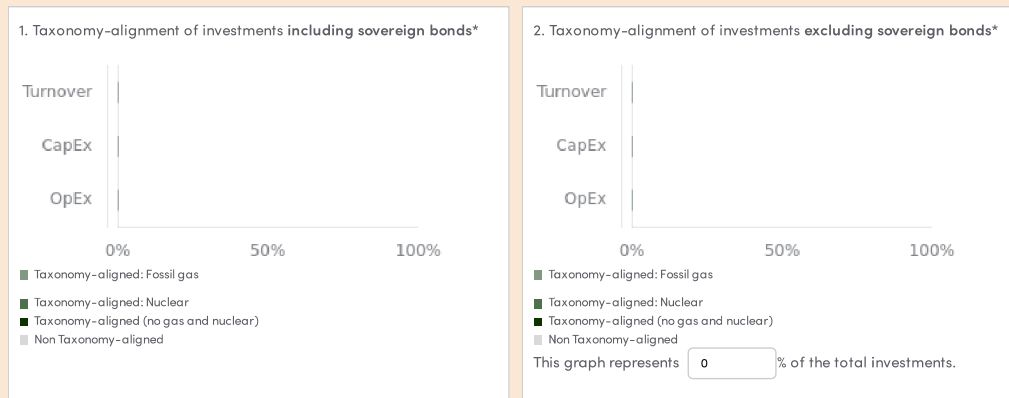 1. Taxonomy-alignment of investments including sovereign bonds*
Turnover
CapEx
OpEx
0% 50% 100%
Taxonomy-aligned: Fossil gas
Taxonomy-aligned: Nuclear
Taxonomy-aligned (no gas and nuclear)
Non Taxonomy-aligned
2. Taxonomy-alignment of investments excluding sovereign bonds*
Turnover
CapEx
OpEx
0% 50% 100%
Taxonomy-aligned: Fossil gas
Taxonomy-aligned: Nuclear
Taxonomy-aligned (no gas and nuclear)
Non Taxonomy-aligned
This graph represents 0 % of the total investments.